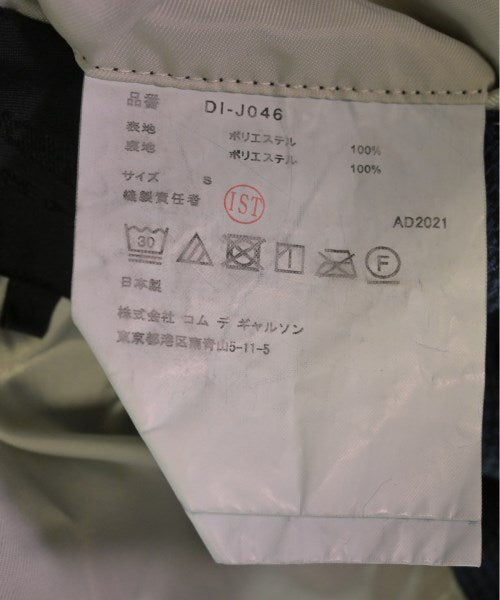 品番 DI-J046
表地 ポリエステル 100%
裏地 ポリエステル 100%
サイズ S
縫製責任者 IST
AD2021
30 F
日本製
株式会社 コム デ ギャルソン
東京都港区南青山5-11-5